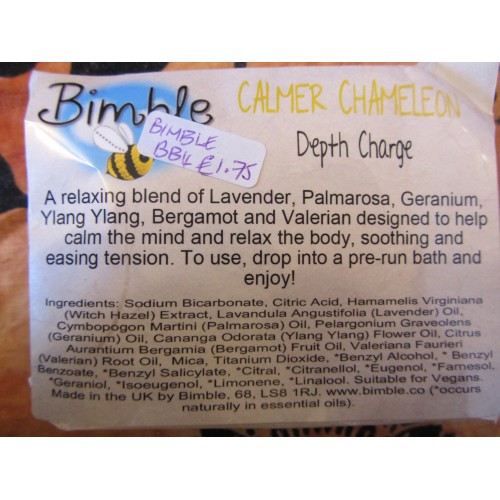 Bimble
CALMER CHAMELEON
BIMBLE
BB4 £1.75
Depth Charge
A relaxing blend of Lavender, Palmarosa, Geranium,
Ylang Ylang, Bergamot and Valerian designed to help
calm the mind and relax the body, soothing and
easing tension. To use, drop into a pre-run bath and
enjoy!
Ingredients: Sodium Bicarbonate, Citric Acid, Hamamelis Virginiana
(Witch Hazel) Extract, Lavandula Angustifolia (Lavender) Oil,
Cymbopogon Martini (Palmarosa) Oil, Pelargonium Graveolens
(Geranium) Oil, Cananga Odorata (Ylang Ylang) Flower Oil, Citrus
Aurantium Bergamia (Bergamot) Fruit Oil, Valeriana Faurieri
(Valerian) Root Oil, Mica, Titanium Dioxide, *Benzyl Alcohol, * Benzyl
Benzoate, *Benzyl Salicylate, *Citral, *Citranellol, *Eugenol, *Farnesol,
*Geraniol, *Isoeugenol, *Limonene, *Linalool. Suitable for Vegans.
Made in the UK by Bimble, 68, LS8 1RJ. www.bimble.co (*occurs
naturally in essential oils).